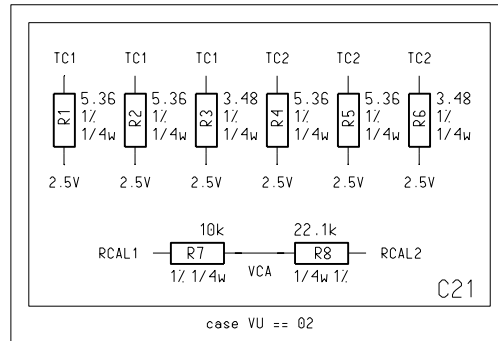 TC1 TC1 TC1 TC2 TC2 TC2
R1 5.36 1% 1/4w R2 5.36 1% 1/4w R3 3.48 1% 1/4w R4 5.36 1% 1/4w R5 5.36 1% 1/4w R6 3.48 1% 1/4w
2.5V 2.5V 2.5V 2.5V 2.5V 2.5V
10k 22.1k
RCAL1 R7 R8 RCAL2
1% 1/4w VCA 1/4w 1%
C21
case VU == 02